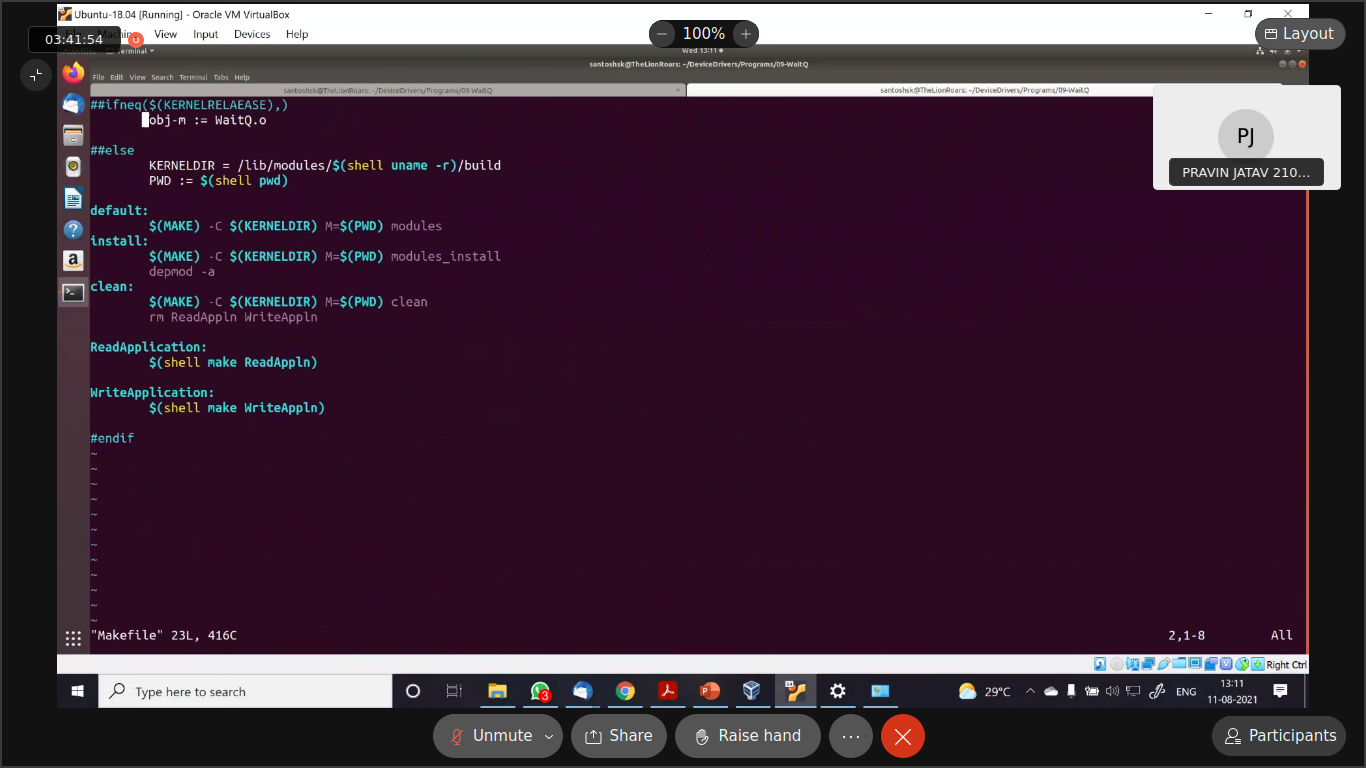 Ubuntu-18.04 [Running] - Oracle VM VirtualBox
View Input Devices Help
03:41:54
100%
Layout
Terminal
Wed 13:11
santoshsk@TheLionRoars: ~/DeviceDrivers/Programs/09-WaitQ
File Edit View Search Terminal Tabs Help
santoshsk@TheLionRoars: ~/DeviceDrivers/Programs/09-WaitQ
santoshsk@TheLionRoars: ~/DeviceDrivers/Programs/09-WaitQ
##ifneq($(KERNELRELAEASE),)
obj-m := WaitQ.o
##else
KERNELDIR = /lib/modules/$(shell uname -r)/build
PWD := $(shell pwd)
default:
$(MAKE) -C $(KERNELDIR) M=$(PWD) modules
install:
$(MAKE) -C $(KERNELDIR) M=$(PWD) modules_install
depmod -a
clean:
$(MAKE) -C $(KERNELDIR) M=$(PWD) clean
rm ReadAppln WriteAppln
ReadApplication:
$(shell make ReadAppln)
WriteApplication:
$(shell make WriteAppln)
#endif
~
~
~
~
~
~
~
~
~
~
~
~
"Makefile" 23L, 416C
2,1-8
All
PJ
PRAVIN JATAV 210...
Right Ctrl
Type here to search
3
29°C
ENG
13:11
11-08-2021
Unmute
Share
Raise hand
Participants